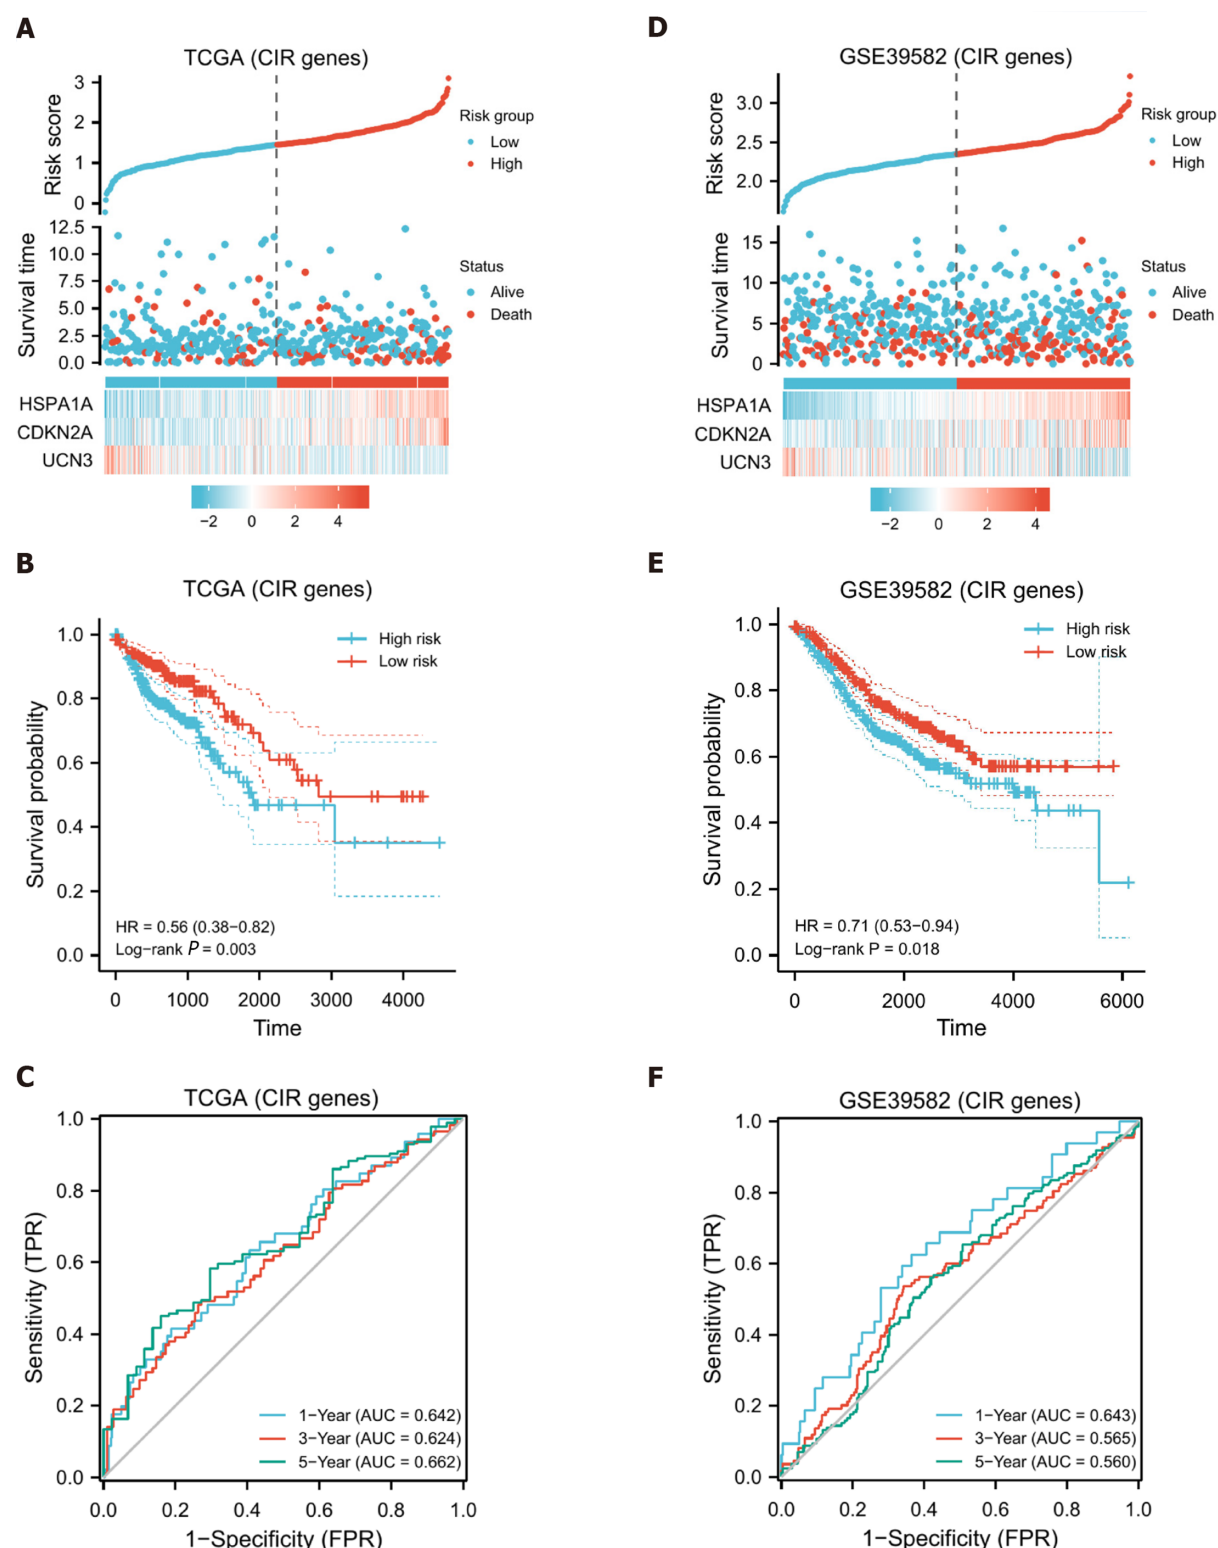 A
TCGA (CIR genes)
Risk score
3
2
1
0
Risk group
Low
High
Survival time
12.5
10.0
7.5
5.0
2.5
0.0
Status
Alive
Death
HSPA1A
CDKN2A
UCN3
−2 0 2 4
D
GSE39582 (CIR genes)
Risk score
3.0
2.5
2.0
Risk group
Low
High
Survival time
15
10
5
0
Status
Alive
Death
HSPA1A
CDKN2A
UCN3
−2 0 2 4
B
TCGA (CIR genes)
Survival probability
1.0
0.8
0.6
0.4
0.2
0.0
High risk
Low risk
HR = 0.56 (0.38−0.82)
Log−rank P = 0.003
0 1000 2000 3000 4000
Time
E
GSE39582 (CIR genes)
Survival probability
1.0
0.8
0.6
0.4
0.2
0.0
High risk
Low risk
HR = 0.71 (0.53−0.94)
Log−rank P = 0.018
0 2000 4000 6000
Time
C
TCGA (CIR genes)
Sensitivity (TPR)
1.0
0.8
0.6
0.4
0.2
0.0
1−Year (AUC = 0.642)
3−Year (AUC = 0.624)
5−Year (AUC = 0.662)
0.0 0.2 0.4 0.6 0.8 1.0
1−Specificity (FPR)
F
GSE39582 (CIR genes)
Sensitivity (TPR)
1.0
0.8
0.6
0.4
0.2
0.0
1−Year (AUC = 0.643)
3−Year (AUC = 0.565)
5−Year (AUC = 0.560)
0.0 0.2 0.4 0.6 0.8 1.0
1−Specificity (FPR)